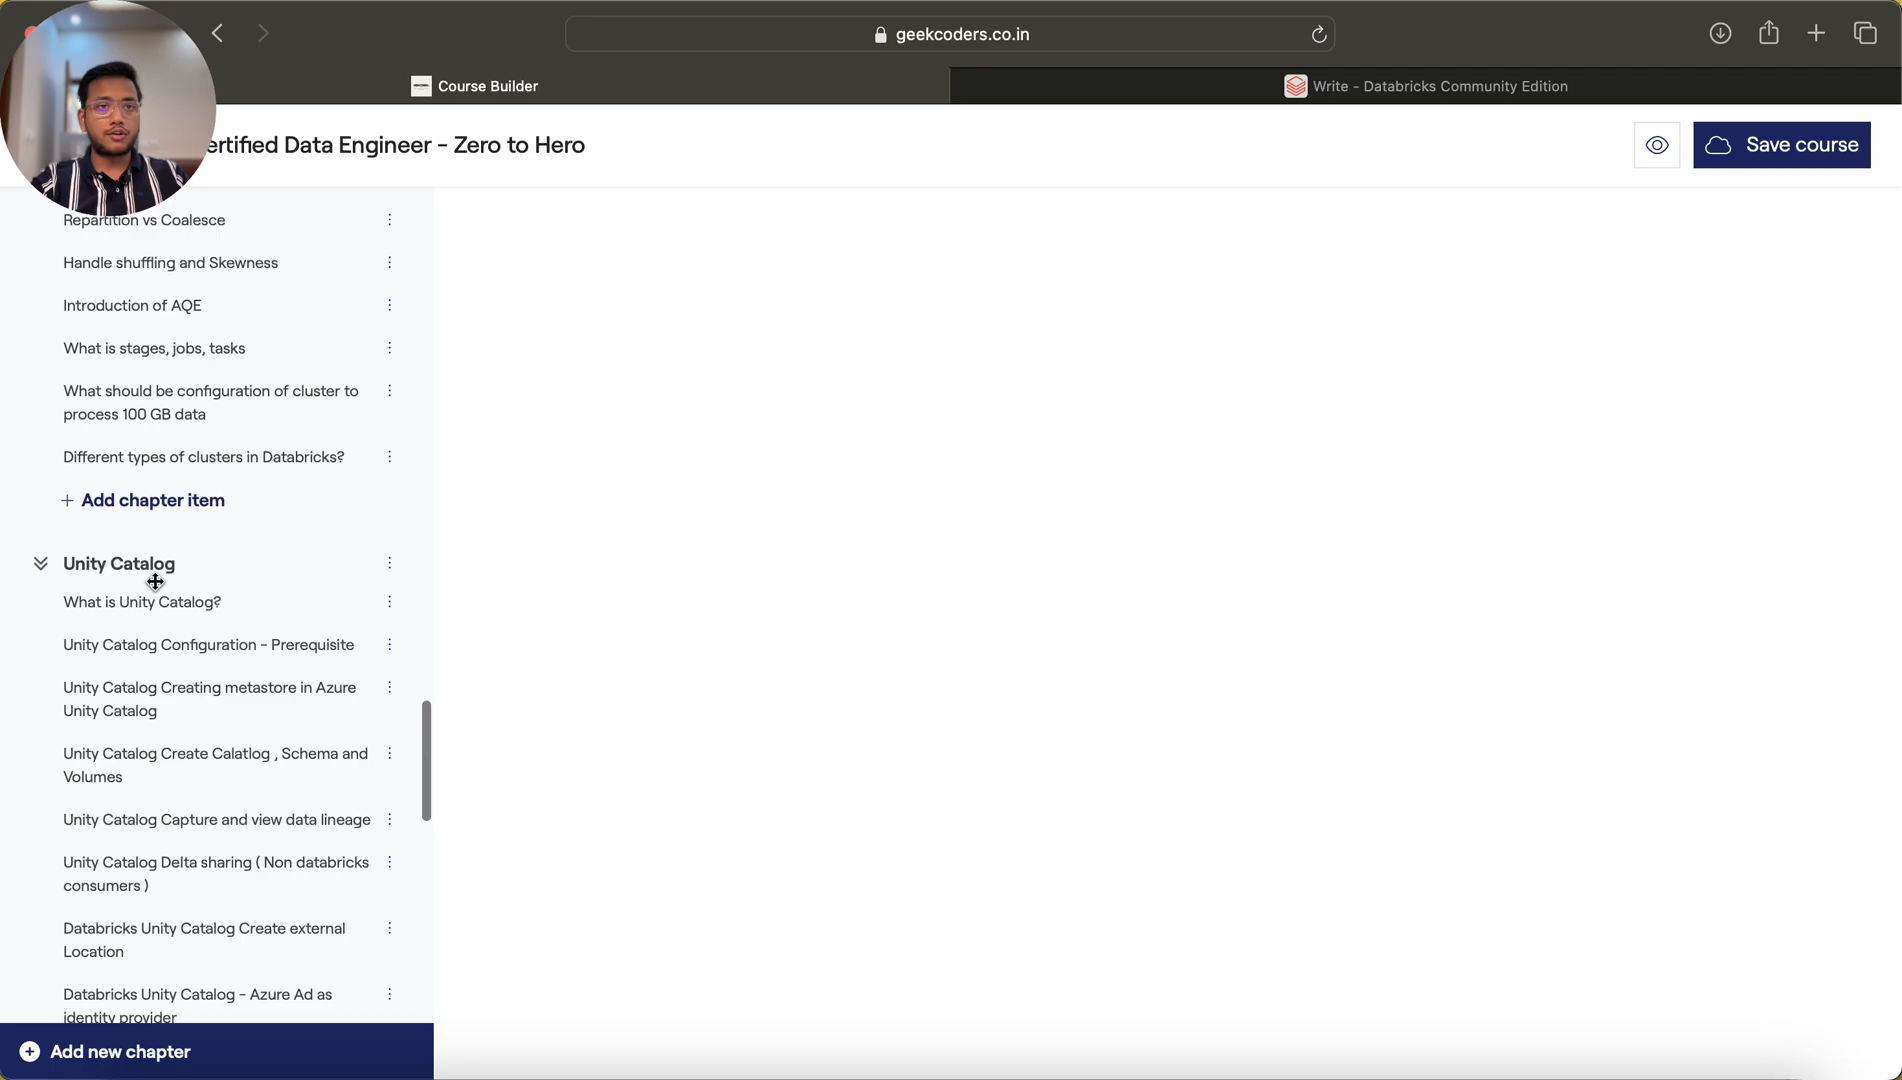 geekcoders.co.in
Course Builder
Write - Databricks Community Edition
ertified Data Engineer - Zero to Hero
Save course
Repartition vs Coalesce
Handle shuffling and Skewness
Introduction of AQE
What is stages, jobs, tasks
What should be configuration of cluster to
process 100 GB data
Different types of clusters in Databricks?
+ Add chapter item
Unity Catalog
What is Unity Catalog?
Unity Catalog Configuration - Prerequisite
Unity Catalog Creating metastore in Azure
Unity Catalog
Unity Catalog Create Calatlog , Schema and
Volumes
Unity Catalog Capture and view data lineage
Unity Catalog Delta sharing ( Non databricks
consumers )
Databricks Unity Catalog Create external
Location
Databricks Unity Catalog - Azure Ad as
identity provider
Add new chapter